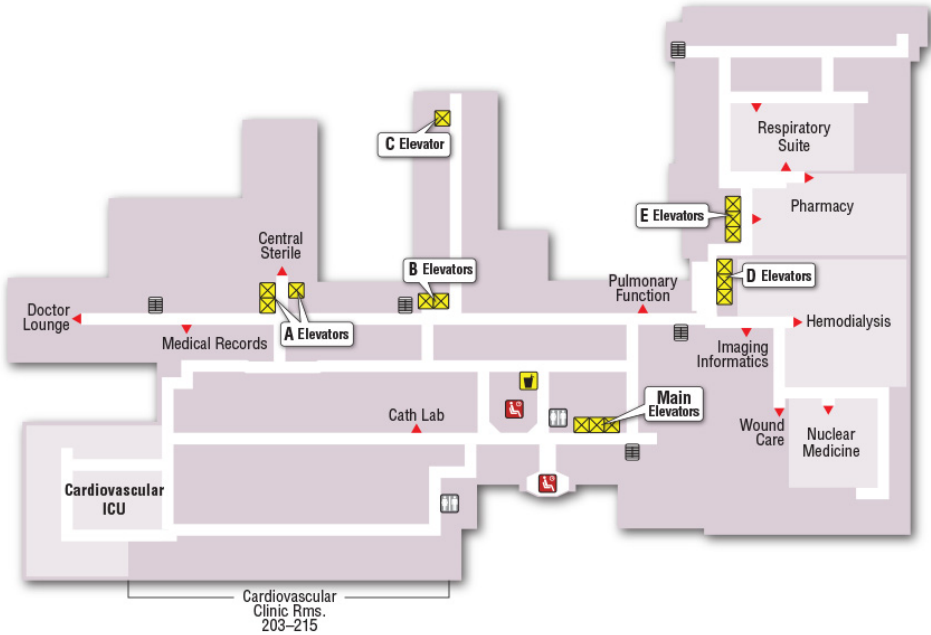 Respiratory
Suite
C Elevator
Pharmacy
E Elevators
Central
Sterile
B Elevators
D Elevators
Pulmonary
Function
Doctor
Lounge
A Elevators
Medical Records
Hemodialysis
Imaging
Informatics
Main
Elevators
Cath Lab
Wound
Care
Nuclear
Medicine
Cardiovascular
ICU
Cardiovascular
Clinic Rms.
203–215